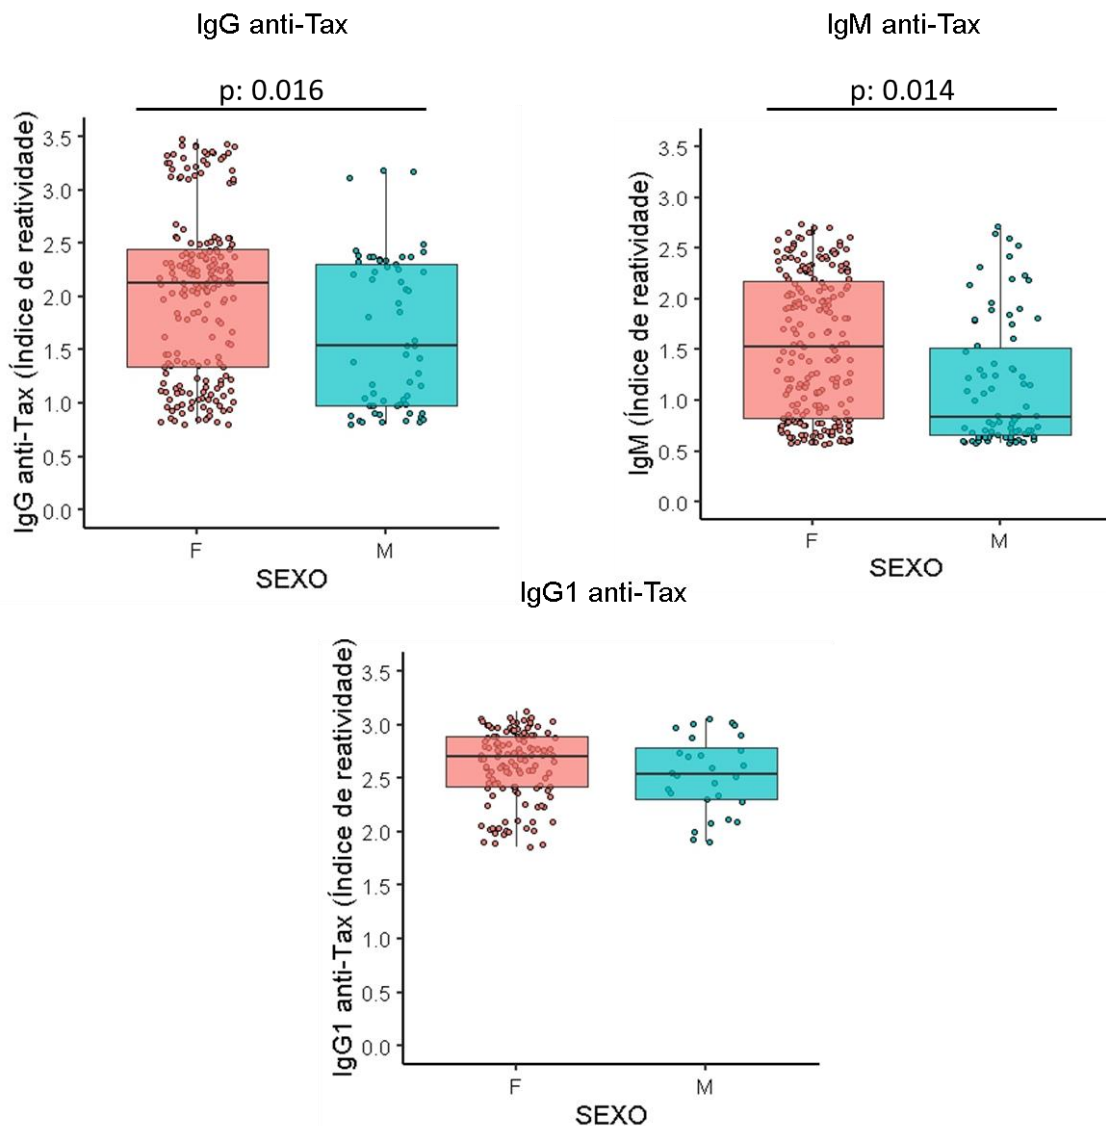 IgG anti-Tax
p: 0.016
IgG anti-Tax (Índice de reatividade)
3.5
3.0
2.5
2.0
1.5
1.0
0.5
0.0
F
M
SEXO
IgM anti-Tax
p: 0.014
IgM (Índice de reatividade)
3.5
3.0
2.5
2.0
1.5
1.0
0.5
0.0
F
M
SEXO
IgG1 anti-Tax
IgG1 anti-Tax (Índice de reatividade)
3.5
3.0
2.5
2.0
1.5
1.0
0.5
0.0
F
M
SEXO